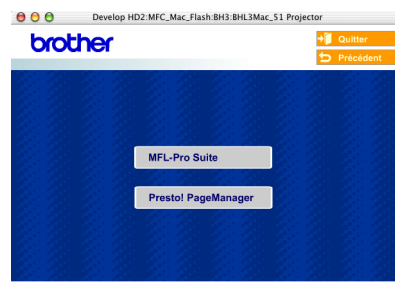 Develop HD2:MFC_Mac_Flash:BH3:BHL3Mac_51 Projector
brother
Quitter
Précédent
MFL-Pro Suite
Presto! PageManager